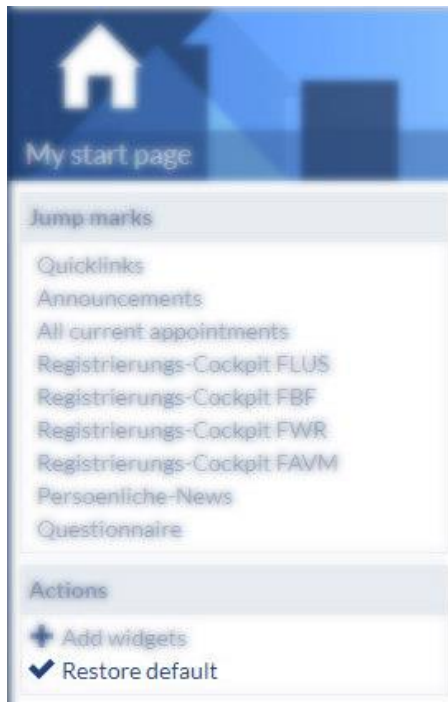 My start page
Jump marks
Quicklinks
Announcements
All current appointments
Registrierungs-Cockpit FLUS
Registrierungs-Cockpit FBF
Registrierungs-Cockpit FWR
Registrierungs-Cockpit FAVM
Persoenliche-News
Questionnaire
Actions
Add widgets
Restore default